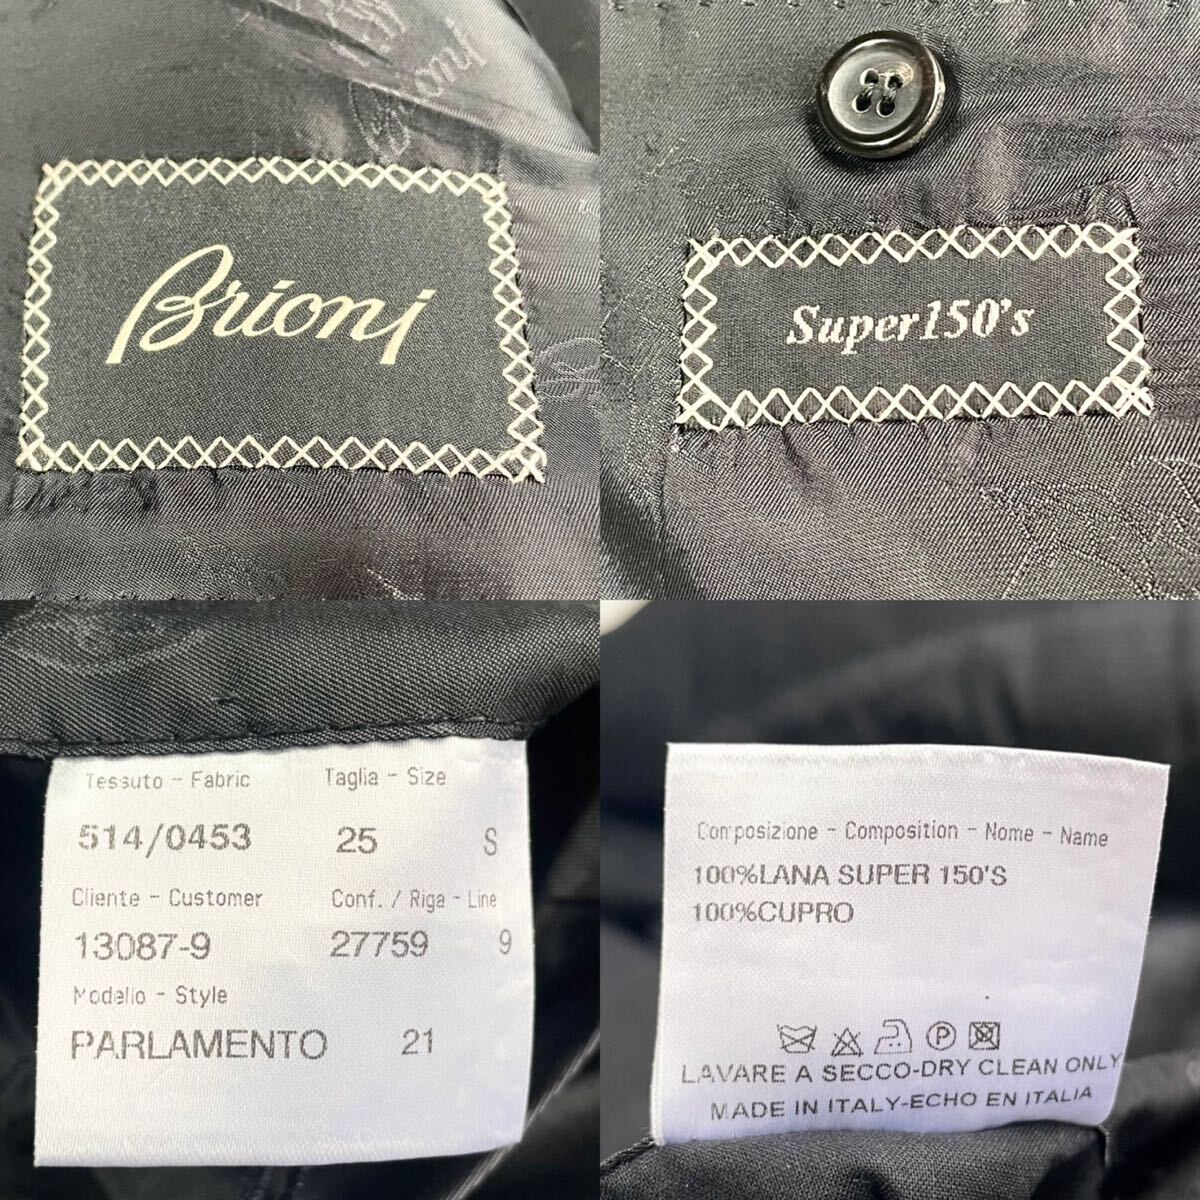 Brioni
Super150's
Tessuto - Fabric Taglia - Size
514/0453 25 S
Cliente - Customer Conf. / Riga - Line
13087-9 27759 9
Modello - Style
PARLAMENTO 21
Composizione - Composition - Nome - Name
100%LANA SUPER 150'S
100%CUPRO
P
LAVARE A SECCO-DRY CLEAN ONLY
MADE IN ITALY-ECHO EN ITALIA